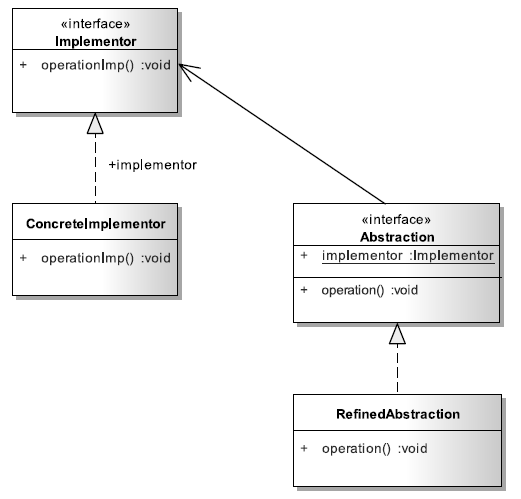 «interface»
Implementor
+ operationImp() :void
+implementor
ConcreteImplementor
+ operationImp() :void
«interface»
Abstraction
+ implementor :Implementor
+ operation() :void
RefinedAbstraction
+ operation() :void